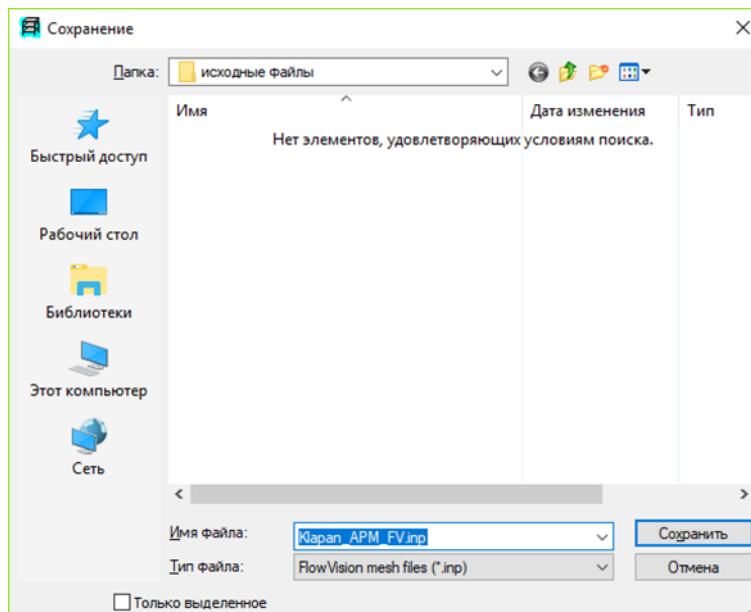 Сохранение
Папка: исходные файлы
Имя Дата изменения Тип
Нет элементов, удовлетворяющих условиям поиска.
Быстрый доступ
Рабочий стол
Библиотеки
Этот компьютер
Сеть
Имя файла: Klapan_APM_FV.inp Сохранить
Тип файла: FlowVision mesh files (*.inp) Отмена
Только выделенное